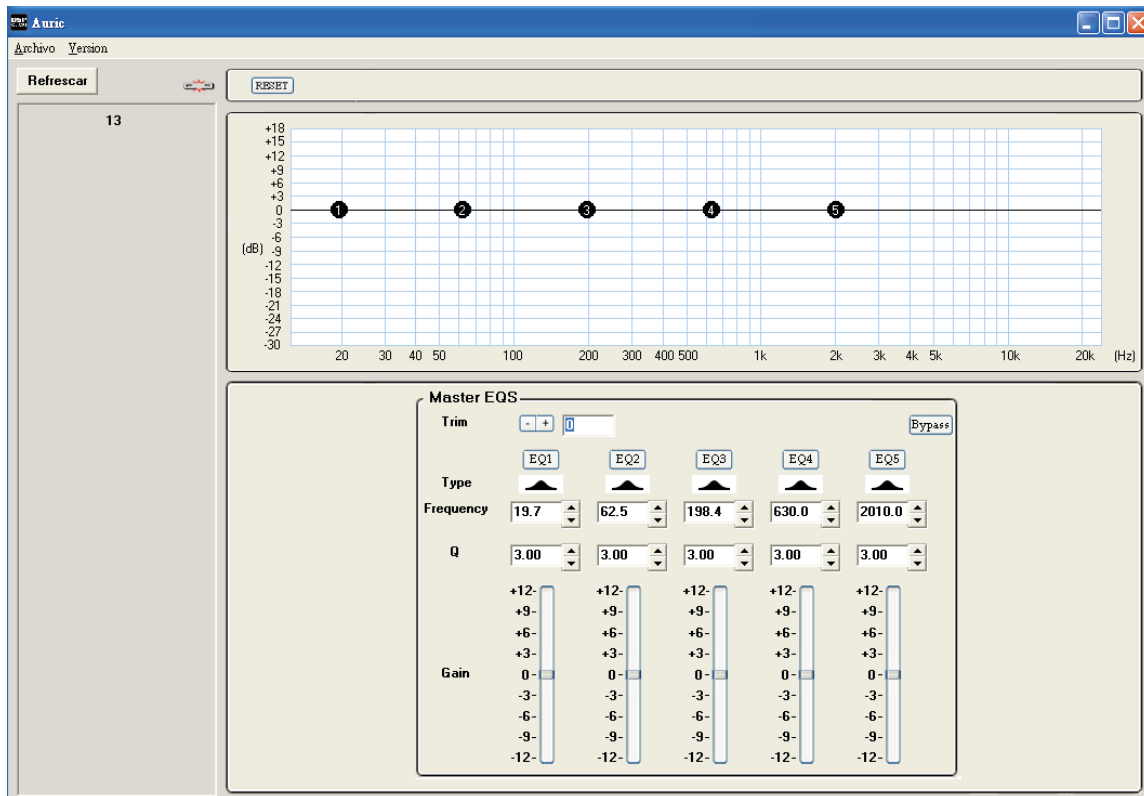 Auric
Archivo Version
Refrescar
RESET
13
+18
+15
+12
+9
+6
+3
0
-3
-6
(dB) -9
-12
-15
-18
-21
-24
-27
-30
20 30 40 50 100 200 300 400 500 1k 2k 3k 4k 5k 10k 20k (Hz)
1 2 3 4 5
Master EQS
Trim - + 0 Bypass
EQ1 EQ2 EQ3 EQ4 EQ5
Type
Frequency 19.7 62.5 198.4 630.0 2010.0
Q 3.00 3.00 3.00 3.00 3.00
+12- +12- +12- +12- +12-
+9- +9- +9- +9- +9-
+6- +6- +6- +6- +6-
+3- +3- +3- +3- +3-
Gain 0- 0- 0- 0- 0-
-3- -3- -3- -3- -3-
-6- -6- -6- -6- -6-
-9- -9- -9- -9- -9-
-12- -12- -12- -12- -12-